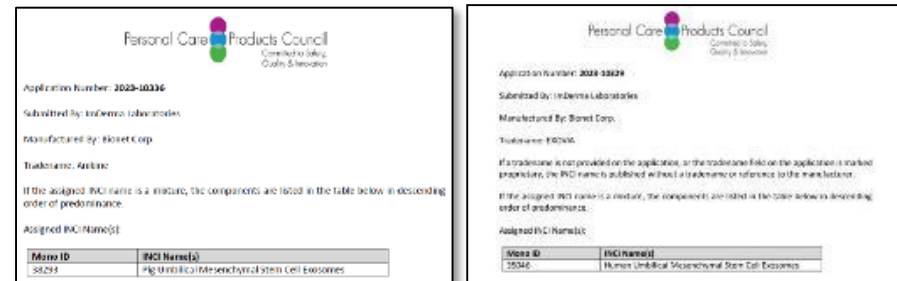 Personal Care Products Council
Committed to Safety,
Quality & Innovation
Application Number: 2023-10336
Submitted By: ImDerma Laboratories
Manufactured By: Bionet Corp.
Tradename:
If the assigned INCI name is a mixture, the components are listed in the table below in descending
order of predominance.
Assigned INCI Name(s):
Mono ID INCI Name(s)
38293 Pig Umbilical Mesenchymal Stem Cell Exosomes
Personal Care Products Council
Committed to Safety,
Quality & Innovation
Application Number: 2023-10329
Submitted By: ImDerma Laboratories
Manufactured By: Bionet Corp.
Tradename:
If a tradename is not provided on the application, or the tradename field on the application is marked
proprietary, the INCI name is published without a tradename or reference to the manufacturer.
If the assigned INCI name is a mixture, the components are listed in the table below in descending
order of predominance.
Assigned INCI Name(s):
Mono ID INCI Name(s)
Human Umbilical Mesenchymal Stem Cell Exosomes